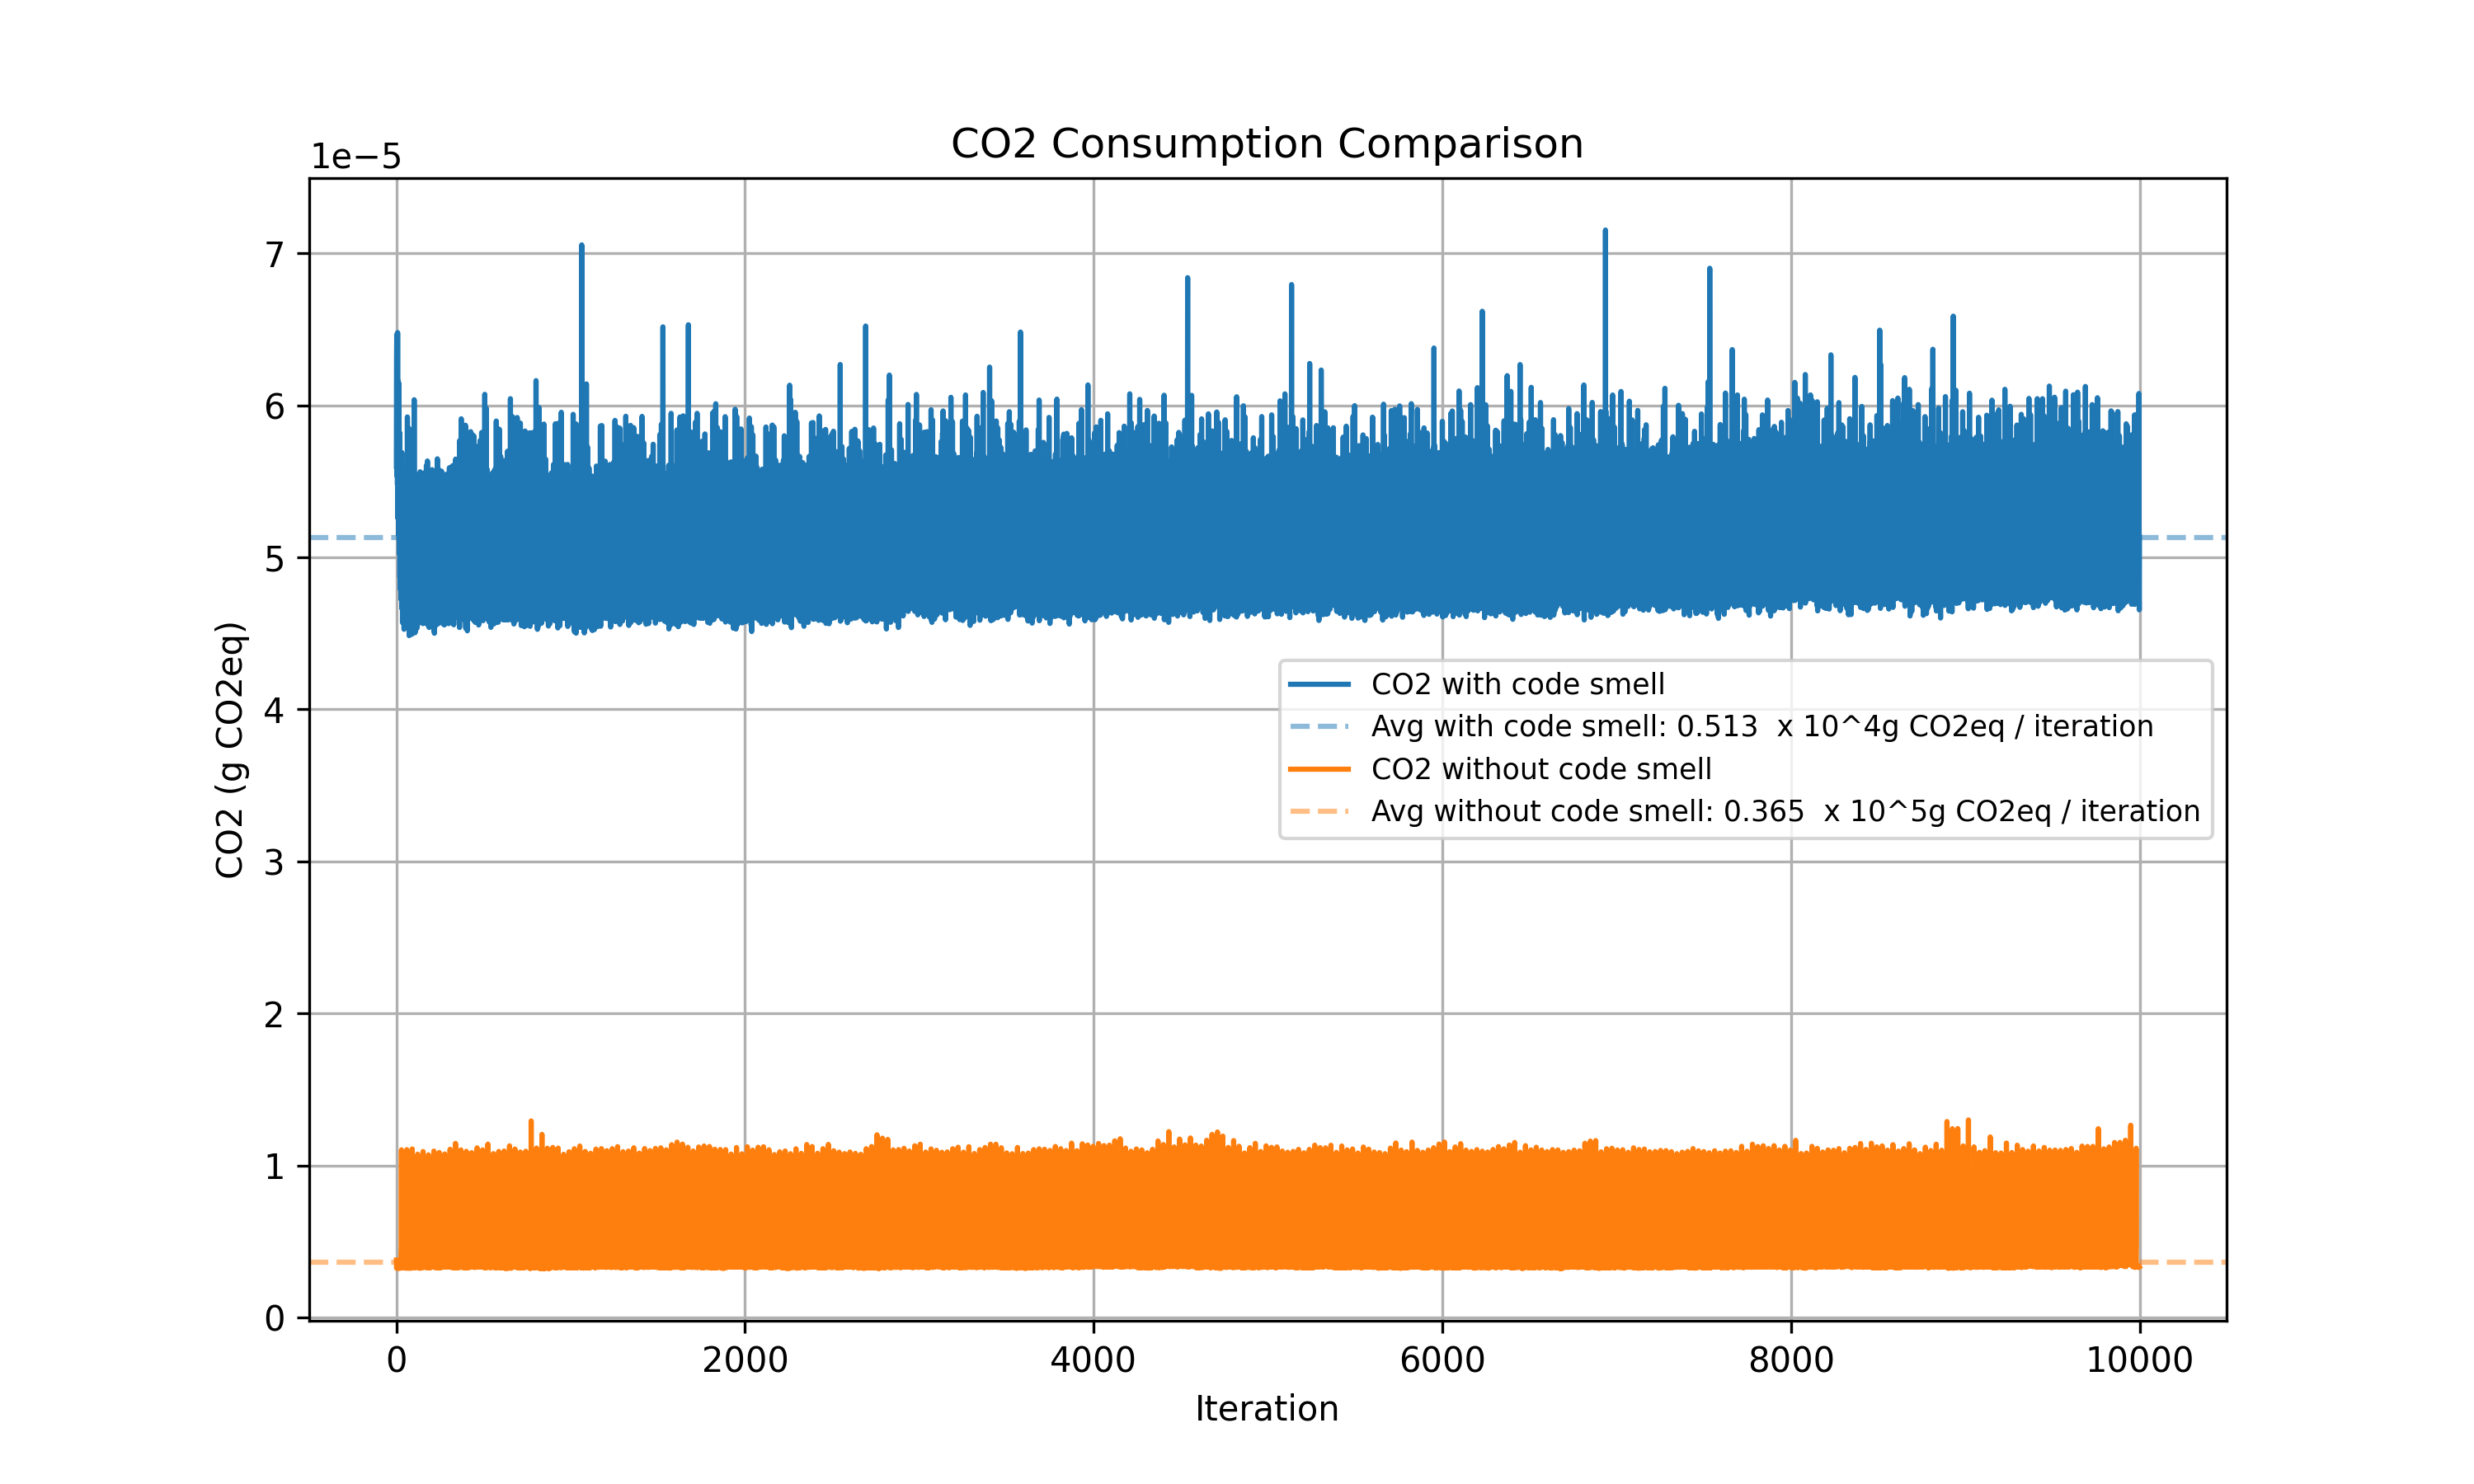 CO2 Consumption Comparison
1e−5
7
6
5
4
3
2
1
0
CO2 (g CO2eq)
CO2 with code smell
Avg with code smell: 0.513  x 10^4g CO2eq / iteration
CO2 without code smell
Avg without code smell: 0.365  x 10^5g CO2eq / iteration
0 2000 4000 6000 8000 10000
Iteration